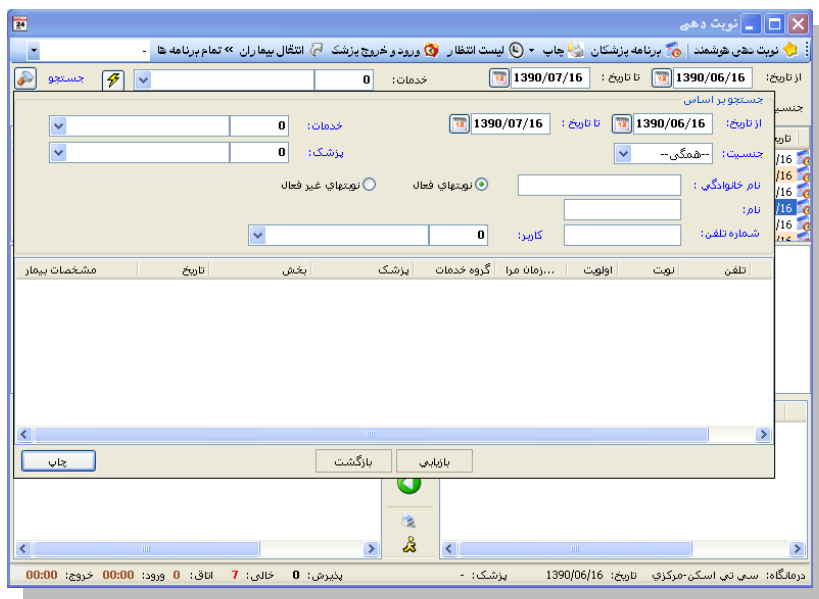 نوبت دهی
نوبت دهی هوشمند برنامه پزشکان چاپ لیست انتظار ورود و خروج پزشک انتقال بیماران » تمام برنامه ها -
از تاریخ: 1390/06/16 تا تاریخ : 1390/07/16 خدمات: 0 جستجو
جستجو بر اساس
از تاریخ: 1390/06/16 تا تاریخ : 1390/07/16 خدمات: 0
جنسیت: --همگی-- پزشک: 0
نام خانوادگی : نوبتهای فعال نوبتهای غیر فعال
نام:
شماره تلفن: کاربر: 0
تلفن نوبت اولویت زمان مرا... گروه خدمات پزشک بخش تاریخ مشخصات بیمار
بازیابی بازگشت چاپ
درمانگاه: سی تی اسکن-مرکزی تاریخ: 1390/06/16 پزشک: - پذیرش: 0 خالی: 7 اتاق: 0 ورود: 00:00 خروج: 00:00